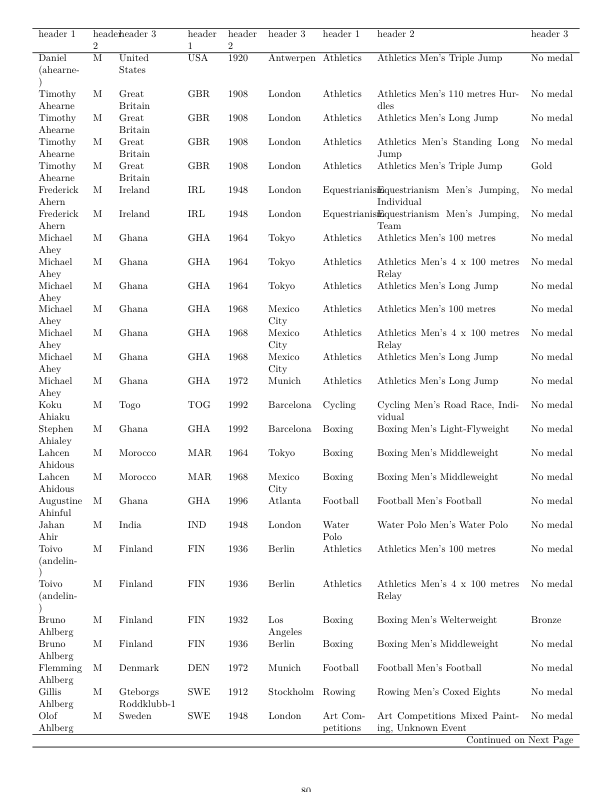 header 1 header header 3 header header header 3 header 1 header 2 header 3
2 1 2
Daniel M United USA 1920 Antwerpen Athletics Athletics Men's Triple Jump No medal
(ahearne- States
)
Timothy M Great GBR 1908 London Athletics Athletics Men's 110 metres Hur- No medal
Ahearne Britain dles
Timothy M Great GBR 1908 London Athletics Athletics Men's Long Jump No medal
Ahearne Britain
Timothy M Great GBR 1908 London Athletics Athletics Men's Standing Long No medal
Ahearne Britain Jump
Timothy M Great GBR 1908 London Athletics Athletics Men's Triple Jump Gold
Ahearne Britain
Frederick M Ireland IRL 1948 London Equestrianism Equestrianism Men's Jumping, No medal
Ahern Individual
Frederick M Ireland IRL 1948 London Equestrianism Equestrianism Men's Jumping, No medal
Ahern Team
Michael M Ghana GHA 1964 Tokyo Athletics Athletics Men's 100 metres No medal
Ahey
Michael M Ghana GHA 1964 Tokyo Athletics Athletics Men's 4 x 100 metres No medal
Ahey Relay
Michael M Ghana GHA 1964 Tokyo Athletics Athletics Men's Long Jump No medal
Ahey
Michael M Ghana GHA 1968 Mexico Athletics Athletics Men's 100 metres No medal
Ahey City
Michael M Ghana GHA 1968 Mexico Athletics Athletics Men's 4 x 100 metres No medal
Ahey City Relay
Michael M Ghana GHA 1968 Mexico Athletics Athletics Men's Long Jump No medal
Ahey City
Michael M Ghana GHA 1972 Munich Athletics Athletics Men's Long Jump No medal
Ahey
Koku M Togo TOG 1992 Barcelona Cycling Cycling Men's Road Race, Indi- No medal
Ahiaku vidual
Stephen M Ghana GHA 1992 Barcelona Boxing Boxing Men's Light-Flyweight No medal
Ahialey
Lahcen M Morocco MAR 1964 Tokyo Boxing Boxing Men's Middleweight No medal
Ahidous
Lahcen M Morocco MAR 1968 Mexico Boxing Boxing Men's Middleweight No medal
Ahidous City
Augustine M Ghana GHA 1996 Atlanta Football Football Men's Football No medal
Ahinful
Jahan M India IND 1948 London Water Water Polo Men's Water Polo No medal
Ahir Polo
Toivo M Finland FIN 1936 Berlin Athletics Athletics Men's 100 metres No medal
(andelin-
)
Toivo M Finland FIN 1936 Berlin Athletics Athletics Men's 4 x 100 metres No medal
(andelin- Relay
)
Bruno M Finland FIN 1932 Los Boxing Boxing Men's Welterweight Bronze
Ahlberg Angeles
Bruno M Finland FIN 1936 Berlin Boxing Boxing Men's Middleweight No medal
Ahlberg
Flemming M Denmark DEN 1972 Munich Football Football Men's Football No medal
Ahlberg
Gillis M Gteborgs SWE 1912 Stockholm Rowing Rowing Men's Coxed Eights No medal
Ahlberg Roddklubb-1
Olof M Sweden SWE 1948 London Art Com- Art Competitions Mixed Paint- No medal
Ahlberg petitions ing, Unknown Event
Continued on Next Page
80